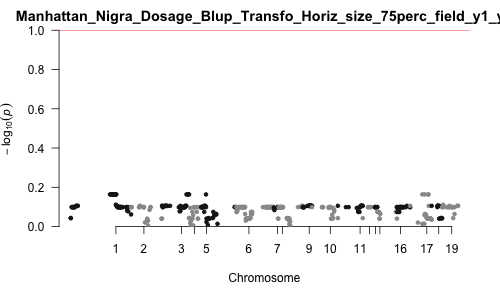 Manhattan_Nigra_Dosage_Blup_Transfo_Horiz_size_75perc_field_y1_y
1.0
0.8
0.6
0.4
0.2
0.0
− log10(p)
1 2 3 5 6 7 9 10 11 16 17 19
Chromosome